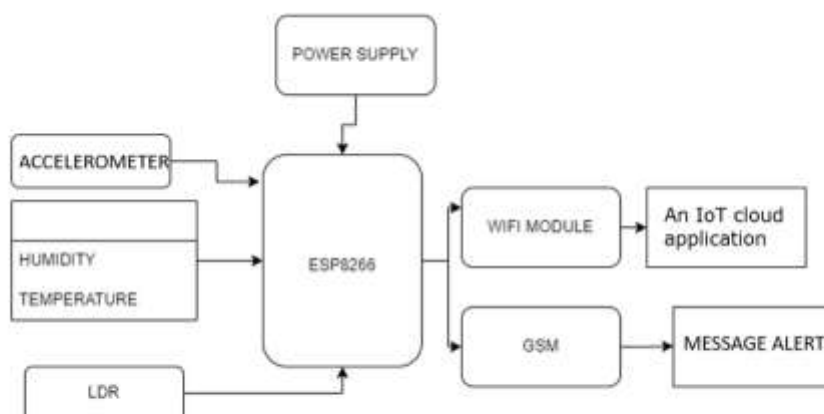 POWER SUPPLY
ACCELEROMETER
HUMIDITY
TEMPERATURE
LDR
ESP8266
WIFI MODULE
An IoT cloud
application
GSM
MESSAGE ALERT